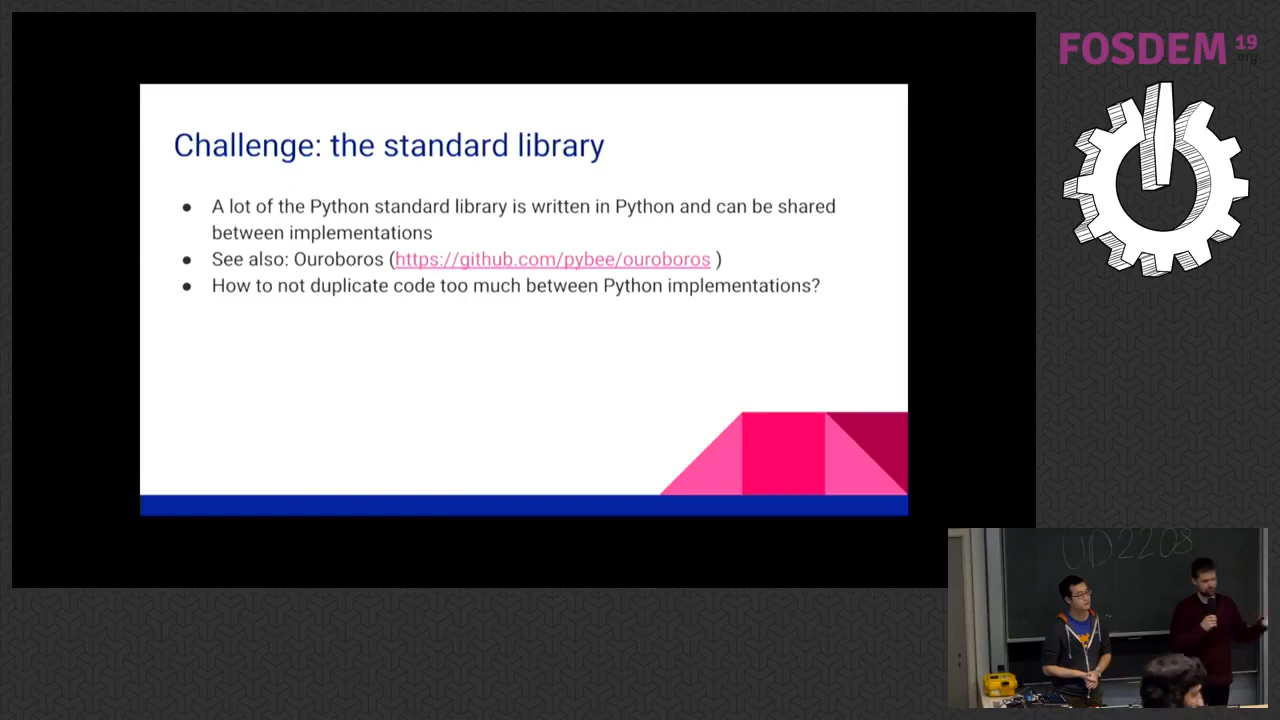 FOSDEM 19
.org
Challenge: the standard library
● A lot of the Python standard library is written in Python and can be shared
between implementations
● See also: Ouroboros (https://github.com/pybee/ouroboros )
● How to not duplicate code too much between Python implementations?
UD2208